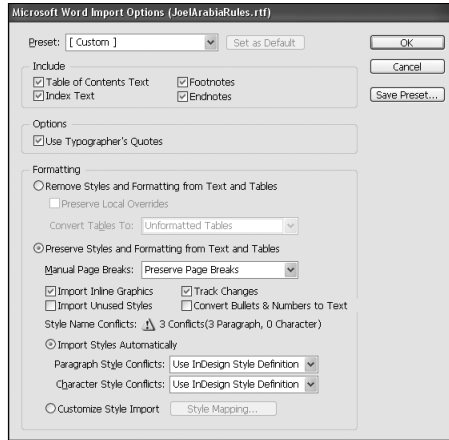 Microsoft Word Import Options (JoelArabiaRules.rtf)
Preset: [ Custom ] Set as Default OK
Include Cancel
Table of Contents Text Footnotes
Index Text Endnotes Save Preset...
Options
Use Typographer's Quotes
Formatting
Remove Styles and Formatting from Text and Tables
Preserve Local Overrides
Convert Tables To: Unformatted Tables
Preserve Styles and Formatting from Text and Tables
Manual Page Breaks: Preserve Page Breaks
Import Inline Graphics Track Changes
Import Unused Styles Convert Bullets & Numbers to Text
Style Name Conflicts: 3 Conflicts(3 Paragraph, 0 Character)
Import Styles Automatically
Paragraph Style Conflicts: Use InDesign Style Definition
Character Style Conflicts: Use InDesign Style Definition
Customize Style Import Style Mapping...